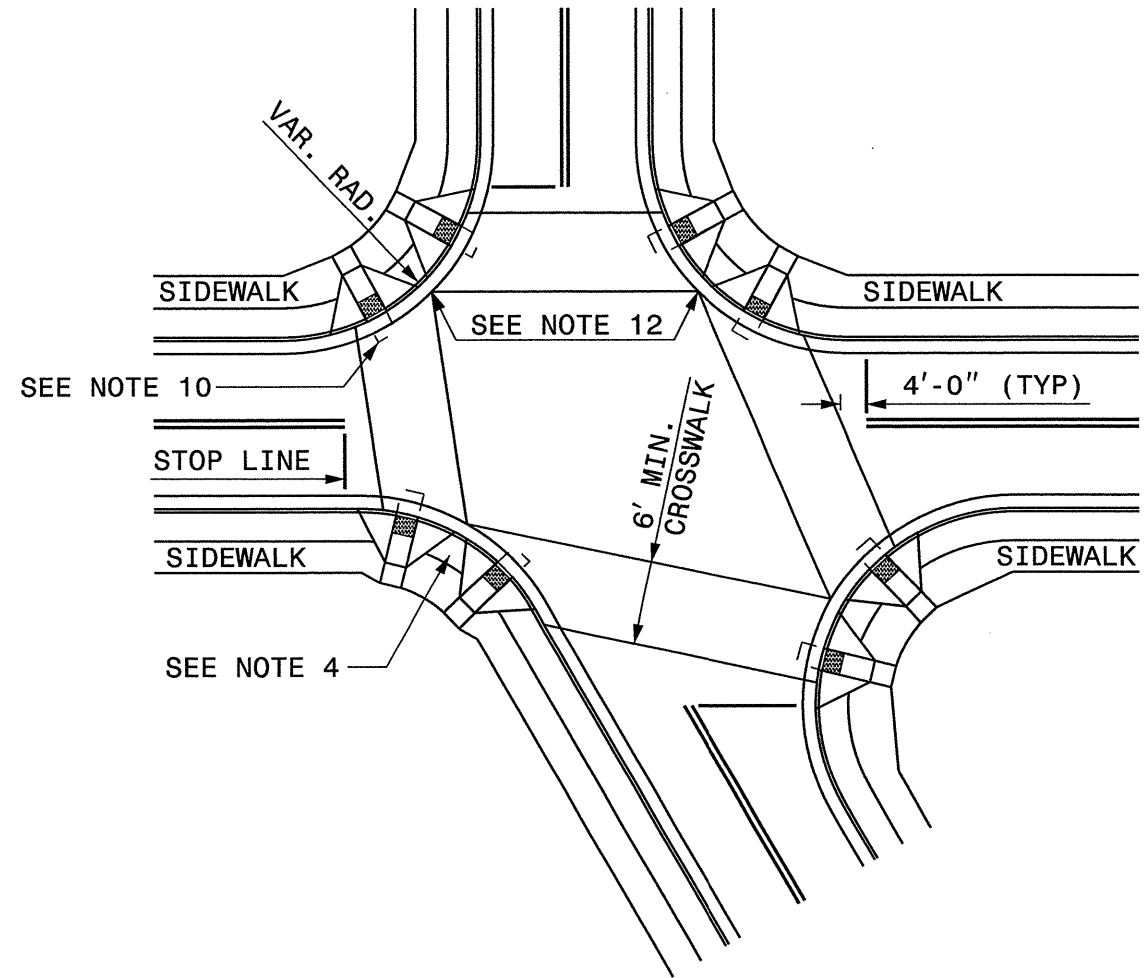 VAR. RAD.
SIDEWALK
SIDEWALK
SEE NOTE 12
SEE NOTE 10
4'-0" (TYP)
STOP LINE
6' MIN.
CROSSWALK
SIDEWALK
SIDEWALK
SEE NOTE 4